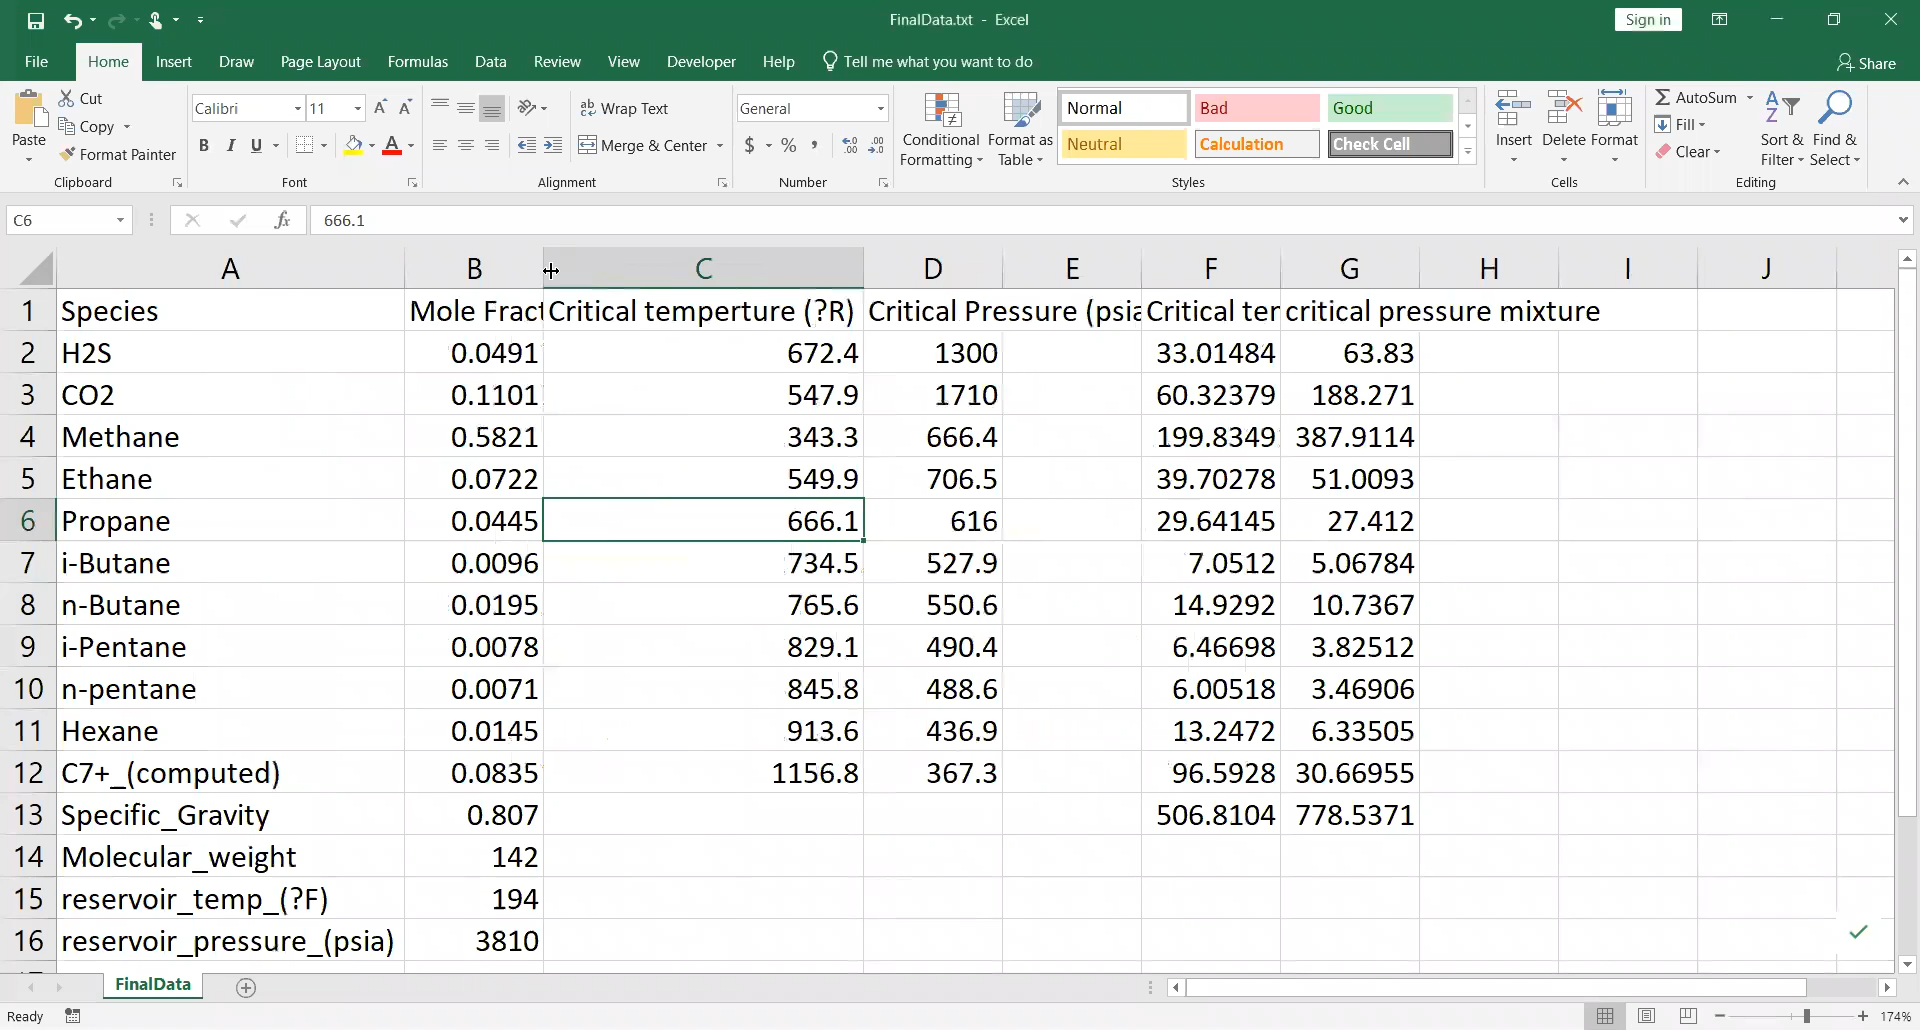 FinalData.txt - Excel
Sign in
File Home Insert Draw Page Layout Formulas Data Review View Developer Help Tell me what you want to do Share
Paste
Cut
Copy
Format Painter
Clipboard
Calibri 11
B I U A
Font
ab Wrap Text
Merge & Center
Alignment
General
$ % ,
Number
Conditional Formatting
Format as Table
Normal Bad Good
Neutral Calculation Check Cell
Styles
Insert Delete Format
Cells
AutoSum
Fill
Clear
Sort & Filter
Find & Select
Editing
C6 fx 666.1
A B C D E F G H I J
1 Species Mole Fract Critical temperture (?R) Critical Pressure (psia Critical ter critical pressure mixture
2 H2S 0.0491 672.4 1300 33.01484 63.83
3 CO2 0.1101 547.9 1710 60.32379 188.271
4 Methane 0.5821 343.3 666.4 199.8349 387.9114
5 Ethane 0.0722 549.9 706.5 39.70278 51.0093
6 Propane 0.0445 666.1 616 29.64145 27.412
7 i-Butane 0.0096 734.5 527.9 7.0512 5.06784
8 n-Butane 0.0195 765.6 550.6 14.9292 10.7367
9 i-Pentane 0.0078 829.1 490.4 6.46698 3.82512
10 n-pentane 0.0071 845.8 488.6 6.00518 3.46906
11 Hexane 0.0145 913.6 436.9 13.2472 6.33505
12 C7+_(computed) 0.0835 1156.8 367.3 96.5928 30.66955
13 Specific_Gravity 0.807 506.8104 778.5371
14 Molecular_weight 142
15 reservoir_temp_(?F) 194
16 reservoir_pressure_(psia) 3810
FinalData
Ready 174%